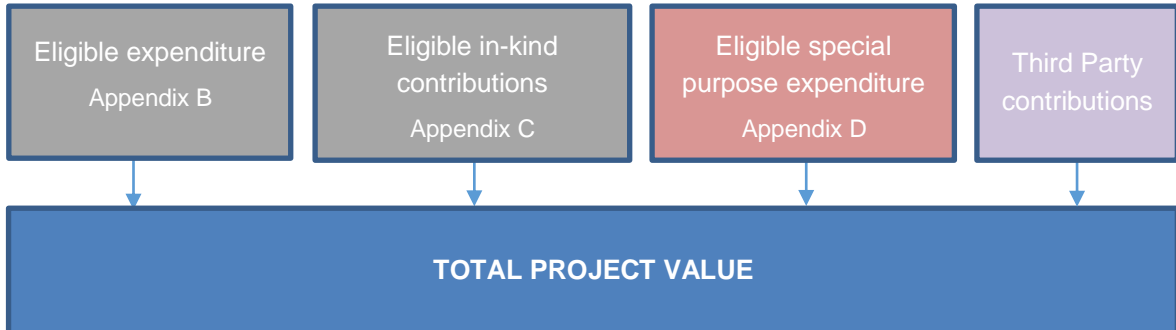 Eligible expenditure
Appendix B
Eligible in-kind
contributions
Appendix C
Eligible special
purpose expenditure
Appendix D
Third Party
contributions
TOTAL PROJECT VALUE